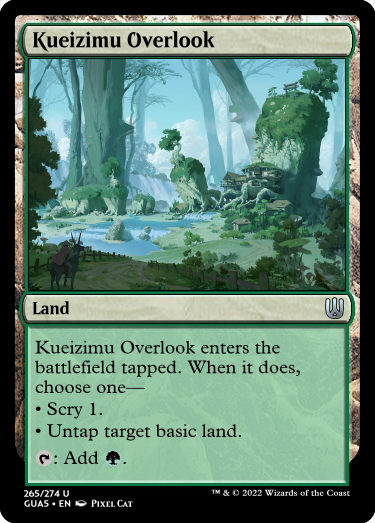 Kueizimu Overlook
Land
Kueizimu Overlook enters the
battlefield tapped. When it does,
choose one—
• Scry 1.
• Untap target basic land.
: Add .
265/274 U
GUA5 • EN Pixel Cat
™ & © 2022 Wizards of the Coast